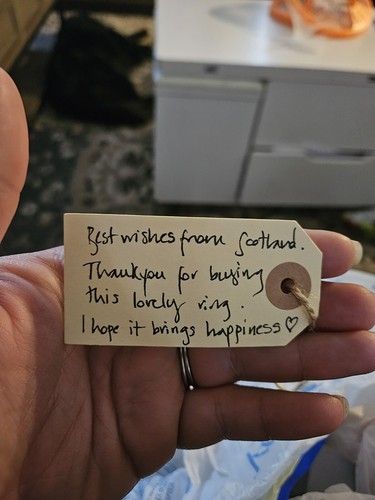 Best wishes from Scotland.
Thankyou for buying
this lovely ring.
I hope it brings happiness♡